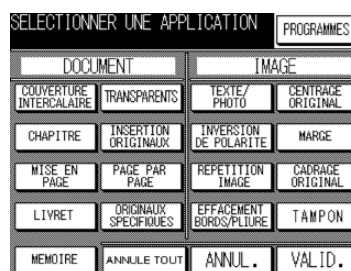 SELECTIONNER UNE APPLICATION
PROGRAMMES
DOCUMENT
IMAGE
COUVERTURE
INTERCALAIRE
TRANSPARENTS
TEXTE/
PHOTO
CENTRAGE
ORIGINAL
CHAPITRE
INSERTION
ORIGINAUX
INVERSION
DE POLARITE
MARGE
MISE EN
PAGE
PAGE PAR
PAGE
REPETITION
IMAGE
CADRAGE
ORIGINAL
LIVRET
ORIGINAUX
SPECIFIQUES
EFFACEMENT
BORDS/PLIURE
TAMPON
MEMOIRE
ANNULE TOUT
ANNUL.
VALID.